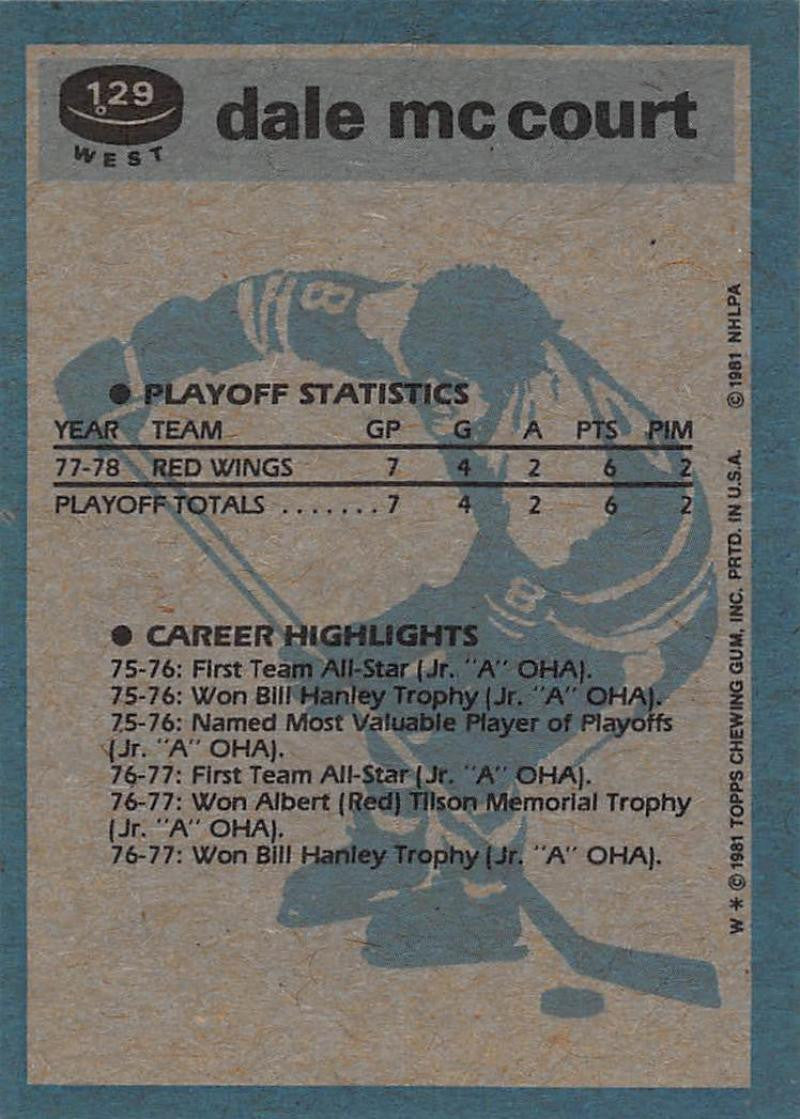 129
WEST
dale mc court
● PLAYOFF STATISTICS
YEAR TEAM GP G A PTS PIM
77-78 RED WINGS 7 4 2 6 2
PLAYOFF TOTALS ....... 7 4 2 6 2
● CAREER HIGHLIGHTS
75-76: First Team All-Star (Jr. "A" OHA).
75-76: Won Bill Hanley Trophy (Jr. "A" OHA).
75-76: Named Most Valuable Player of Playoffs
(Jr. "A" OHA).
76-77: First Team All-Star (Jr. "A" OHA).
76-77: Won Albert (Red) Tilson Memorial Trophy
(Jr. "A" OHA).
76-77: Won Bill Hanley Trophy (Jr. "A" OHA).
8
8
W * © 1981 TOPPS CHEWING GUM, INC. PRTD. IN U.S.A. © 1981 NHLPA